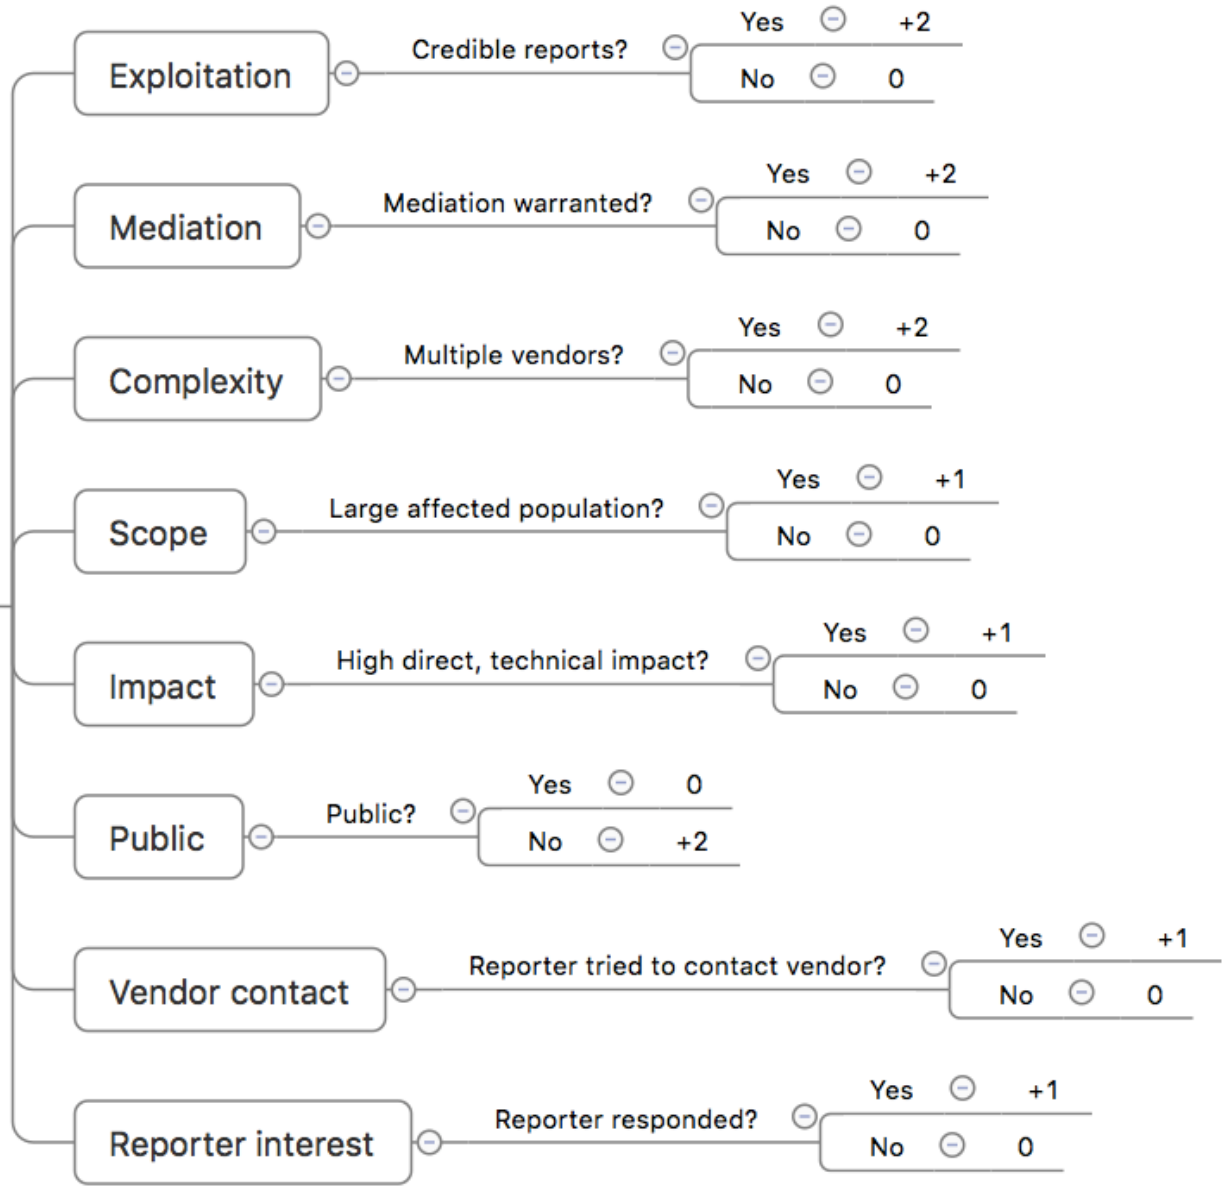 Exploitation
Credible reports?
Yes +2
No 0
Mediation
Mediation warranted?
Yes +2
No 0
Complexity
Multiple vendors?
Yes +2
No 0
Scope
Large affected population?
Yes +1
No 0
Impact
High direct, technical impact?
Yes +1
No 0
Public
Public?
Yes 0
No +2
Vendor contact
Reporter tried to contact vendor?
Yes +1
No 0
Reporter interest
Reporter responded?
Yes +1
No 0